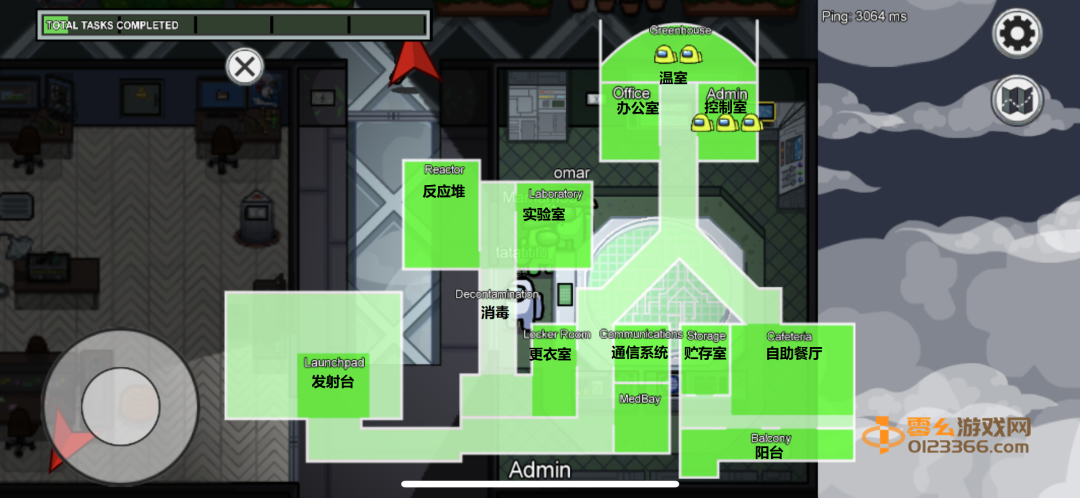 TOTAL TASKS COMPLETED
Ping: 3064 ms
Greenhouse
温室
Office
办公室
Admin
控制室
Reactor
反应堆
omar
Laboratory
实验室
Decontamination
消毒
Locker Room
更衣室
Communications
通信系统
Storage
贮存室
Cafeteria
自助餐厅
Launchpad
发射台
MedBay
Balcony
阳台
零幺游戏网
0123366.com
Admin